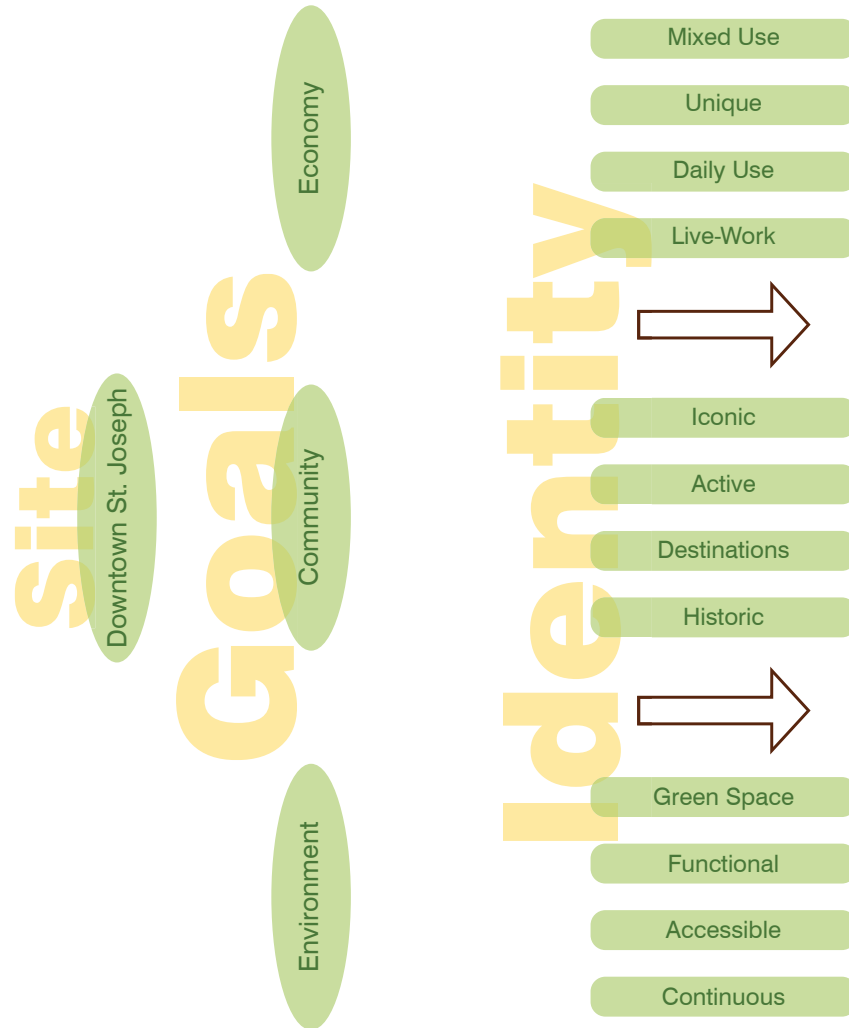 Site
Downtown St. Joseph
Goals
Economy
Community
Environment
Identity
Mixed Use
Unique
Daily Use
Live-Work
Iconic
Active
Destinations
Historic
Green Space
Functional
Accessible
Continuous